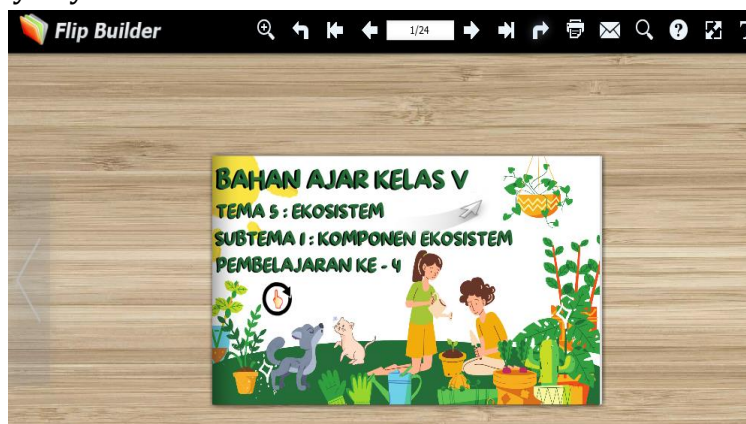 Flip Builder
1/24
BAHAN AJAR KELAS V
TEMA 5 : EKOSISTEM
SUBTEMA 1 : KOMPONEN EKOSISTEM
PEMBELAJARAN KE - 4